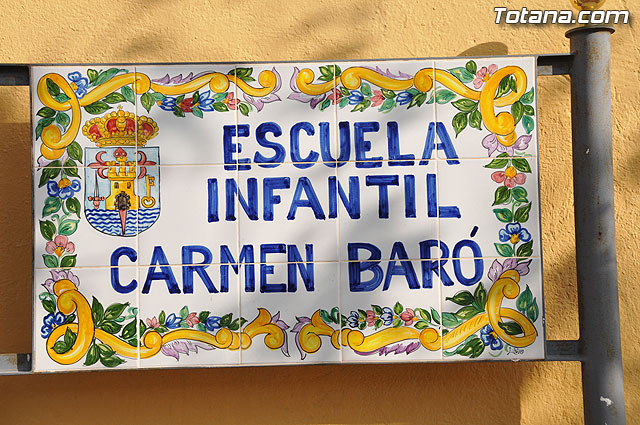 Totana.com
ESCUELA
INFANTIL
CARMEN BARÓ